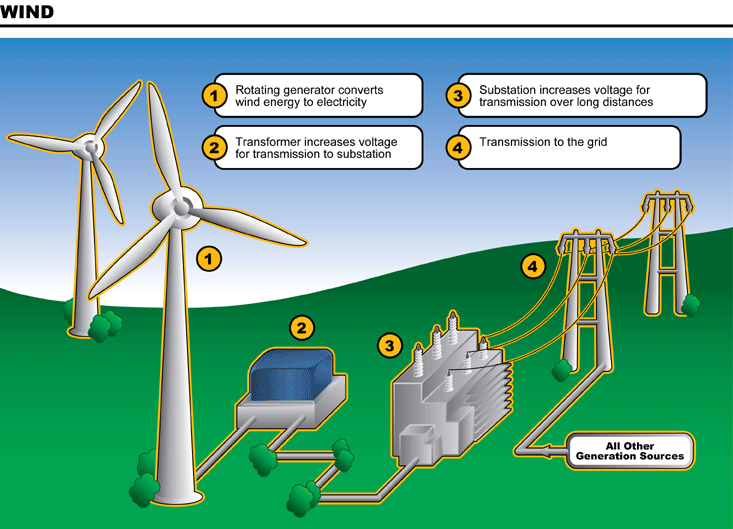 WIND
1
Rotating generator converts
wind energy to electricity
2
Transformer increases voltage
for transmission to substation
3
Substation increases voltage for
transmission over long distances
4
Transmission to the grid
1
2
3
4
All Other
Generation Sources